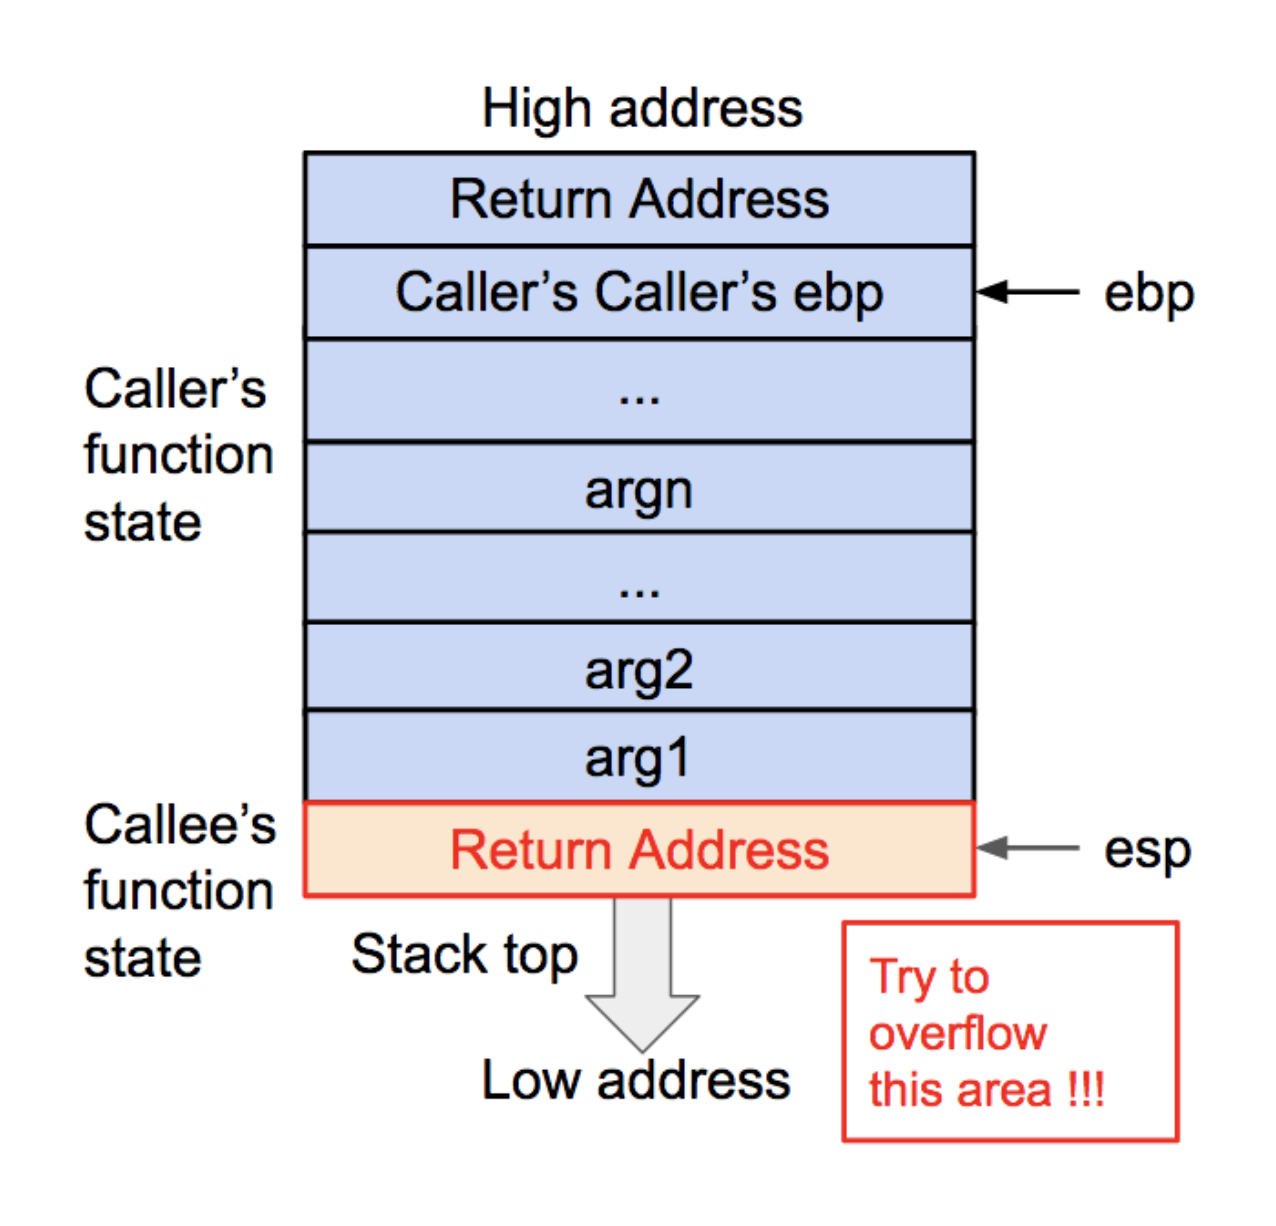 High address
Return Address
Caller’s Caller’s ebp
ebp
...
Caller’s
function
state
argn
...
arg2
arg1
Callee’s
function
state
Return Address
esp
Stack top
Low address
Try to
overflow
this area !!!